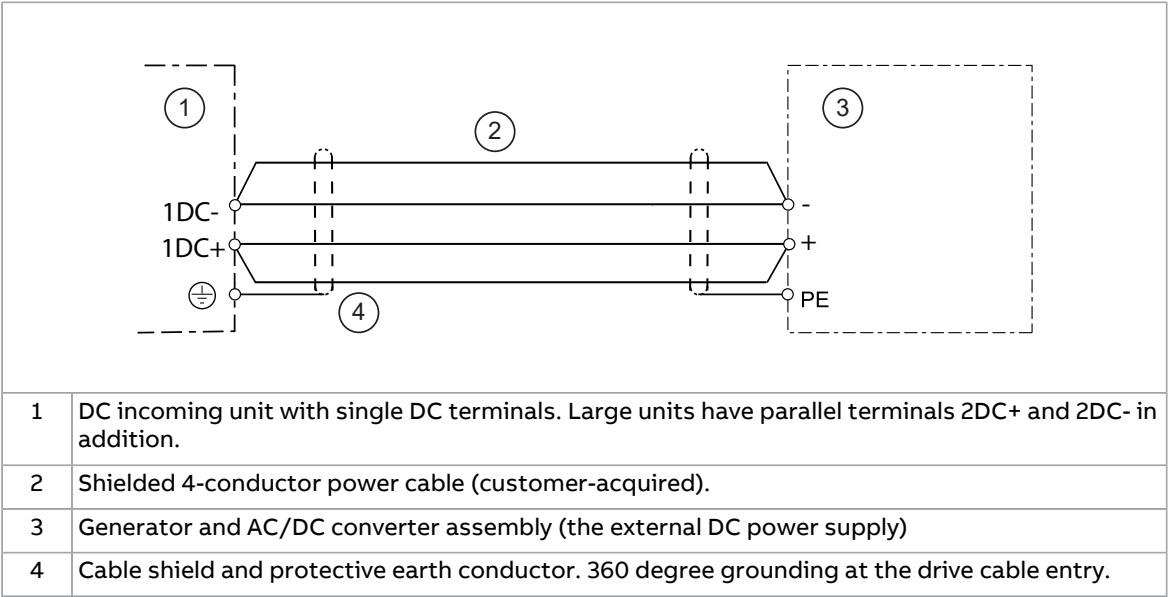 1
2
3
1DC-
-
1DC+
+
PE
4
1 DC incoming unit with single DC terminals. Large units have parallel terminals 2DC+ and 2DC- in
addition.
2 Shielded 4-conductor power cable (customer-acquired).
3 Generator and AC/DC converter assembly (the external DC power supply)
4 Cable shield and protective earth conductor. 360 degree grounding at the drive cable entry.